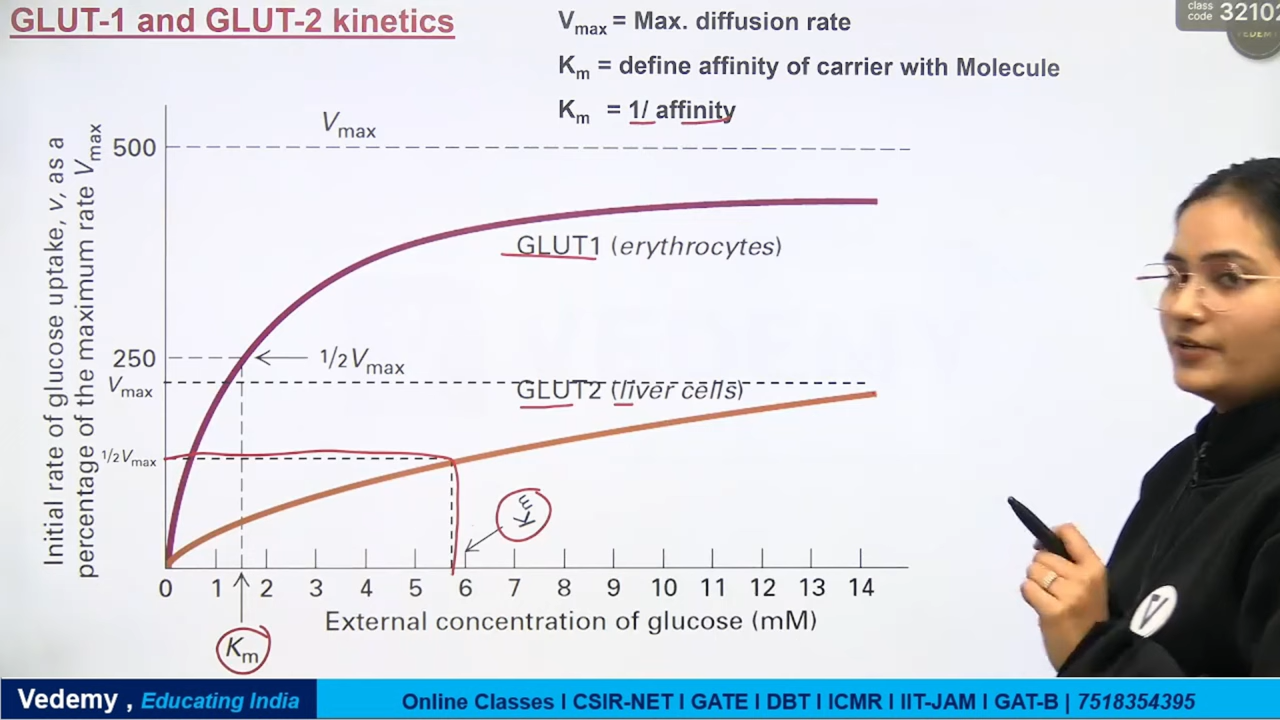 GLUT-1 and GLUT-2 kinetics
Vmax = Max. diffusion rate
Km = define affinity of carrier with Molecule
Km = 1/ affinity
class
code
32102
VEDEMY
Initial rate of glucose uptake, v, as a
percentage of the maximum rate Vmax
500
Vmax
GLUT1 (erythrocytes)
250
1/2 Vmax
Vmax
GLUT2 (liver cells)
1/2 Vmax
Km
0 1 2 3 4 5 6 7 8 9 10 11 12 13 14
External concentration of glucose (mM)
Km
Vedemy , Educating India
Online Classes I CSIR-NET I GATE I DBT I ICMR I IIT-JAM I GAT-B | 7518354395